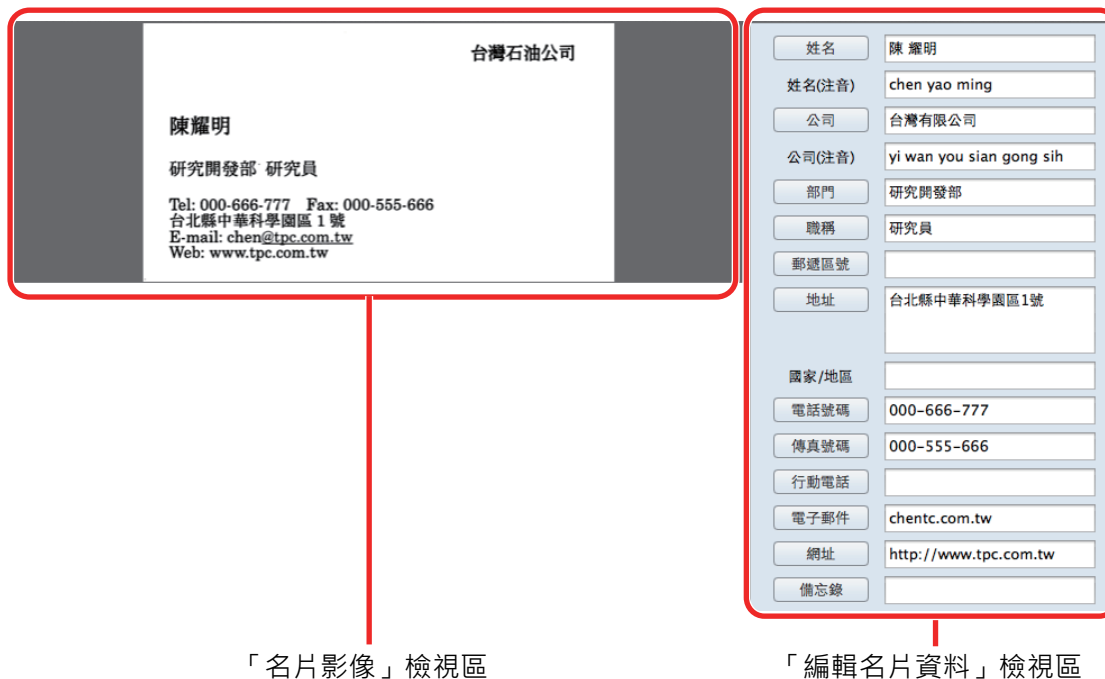 台灣石油公司
陳耀明
研究開發部 研究員
Tel: 000-666-777 Fax: 000-555-666
台北縣中華科學園區 1 號
E-mail: chen@tpc.com.tw
Web: www.tpc.com.tw
姓名 陳 耀明
姓名(注音) chen yao ming
公司 台灣有限公司
公司(注音) yi wan you sian gong sih
部門 研究開發部
職稱 研究員
郵遞區號
地址 台北縣中華科學園區1號
國家/地區
電話號碼 000-666-777
傳真號碼 000-555-666
行動電話
電子郵件 chentc.com.tw
網址 http://www.tpc.com.tw
備忘錄
「名片影像」檢視區
「編輯名片資料」檢視區